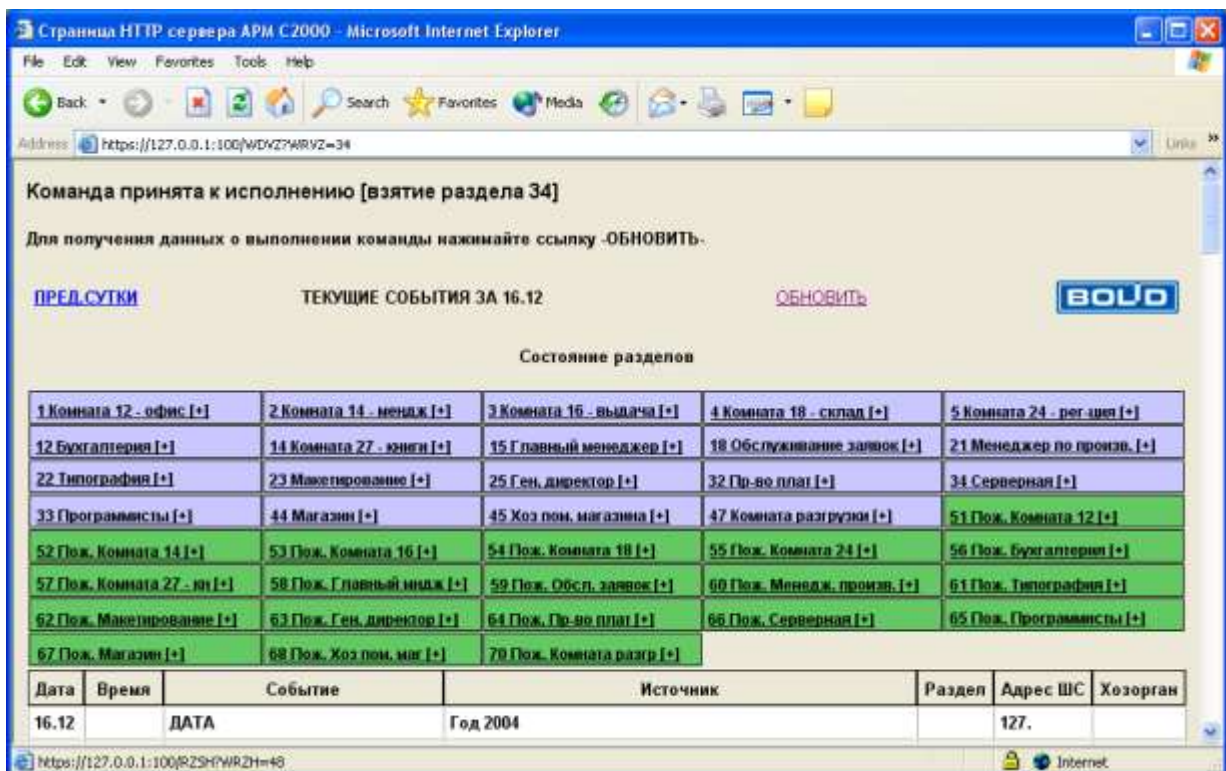 Страница HTTP сервера АРМ С2000 - Microsoft Internet Explorer
File Edit View Favorites Tools Help
Back Search Favorites Media
Address https://127.0.0.1:100/WDVZ?WRVZ=34 Links
Команда принята к исполнению [взятие раздела 34]
Для получения данных о выполнении команды нажимайте ссылку -ОБНОВИТЬ-
ПРЕД.СУТКИ ТЕКУЩИЕ СОБЫТИЯ ЗА 16.12 ОБНОВИТЬ BOLID
Состояние разделов
1 Комната 12 - офис [+] 2 Комната 14 - мендж [+] 3 Комната 16 - выдача [+] 4 Комната 18 - склад [+] 5 Комната 24 - рег-ция [+]
12 Бухгалтерия [+] 14 Комната 27 - книги [+] 15 Главный менеджер [+] 18 Обслуживание заявок [+] 21 Менеджер по произв. [+]
22 Типография [+] 23 Макетирование [+] 25 Ген. директор [+] 32 Пр-во плат [+] 34 Серверная [+]
33 Программисты [+] 44 Магазин [+] 45 Хоз пом. магазина [+] 47 Комната разгрузки [+] 51 Пож. Комната 12 [+]
52 Пож. Комната 14 [+] 53 Пож. Комната 16 [+] 54 Пож. Комната 18 [+] 55 Пож. Комната 24 [+] 56 Пож. Бухгалтерия [+]
57 Пож. Комната 27 - кн [+] 58 Пож. Главный мндж [+] 59 Пож. Обсл. заявок [+] 60 Пож. Менедж. произв. [+] 61 Пож. Типография [+]
62 Пож. Макетирование [+] 63 Пож. Ген. директор [+] 64 Пож. Пр-во плат [+] 66 Пож. Серверная [+] 65 Пож. Программисты [+]
67 Пож. Магазин [+] 68 Пож. Хоз пом. маг [+] 70 Пож. Комната разгр [+]
Дата Время Событие Источник Раздел Адрес ШС Хозорган
16.12 ДАТА Год 2004 127.
https://127.0.0.1:100/RZSH?WRZH=48 Internet